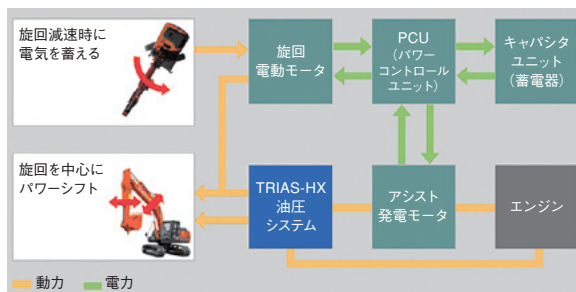 旋回減速時に
電気を蓄える
旋回
電動モータ
PCU
(パワー
コントロール
ユニット)
キャパシタ
ユニット
(蓄電器)
旋回を中心に
パワーシフト
TRIAS-HX
油圧
システム
アシスト
発電モータ
エンジン
動力
電力